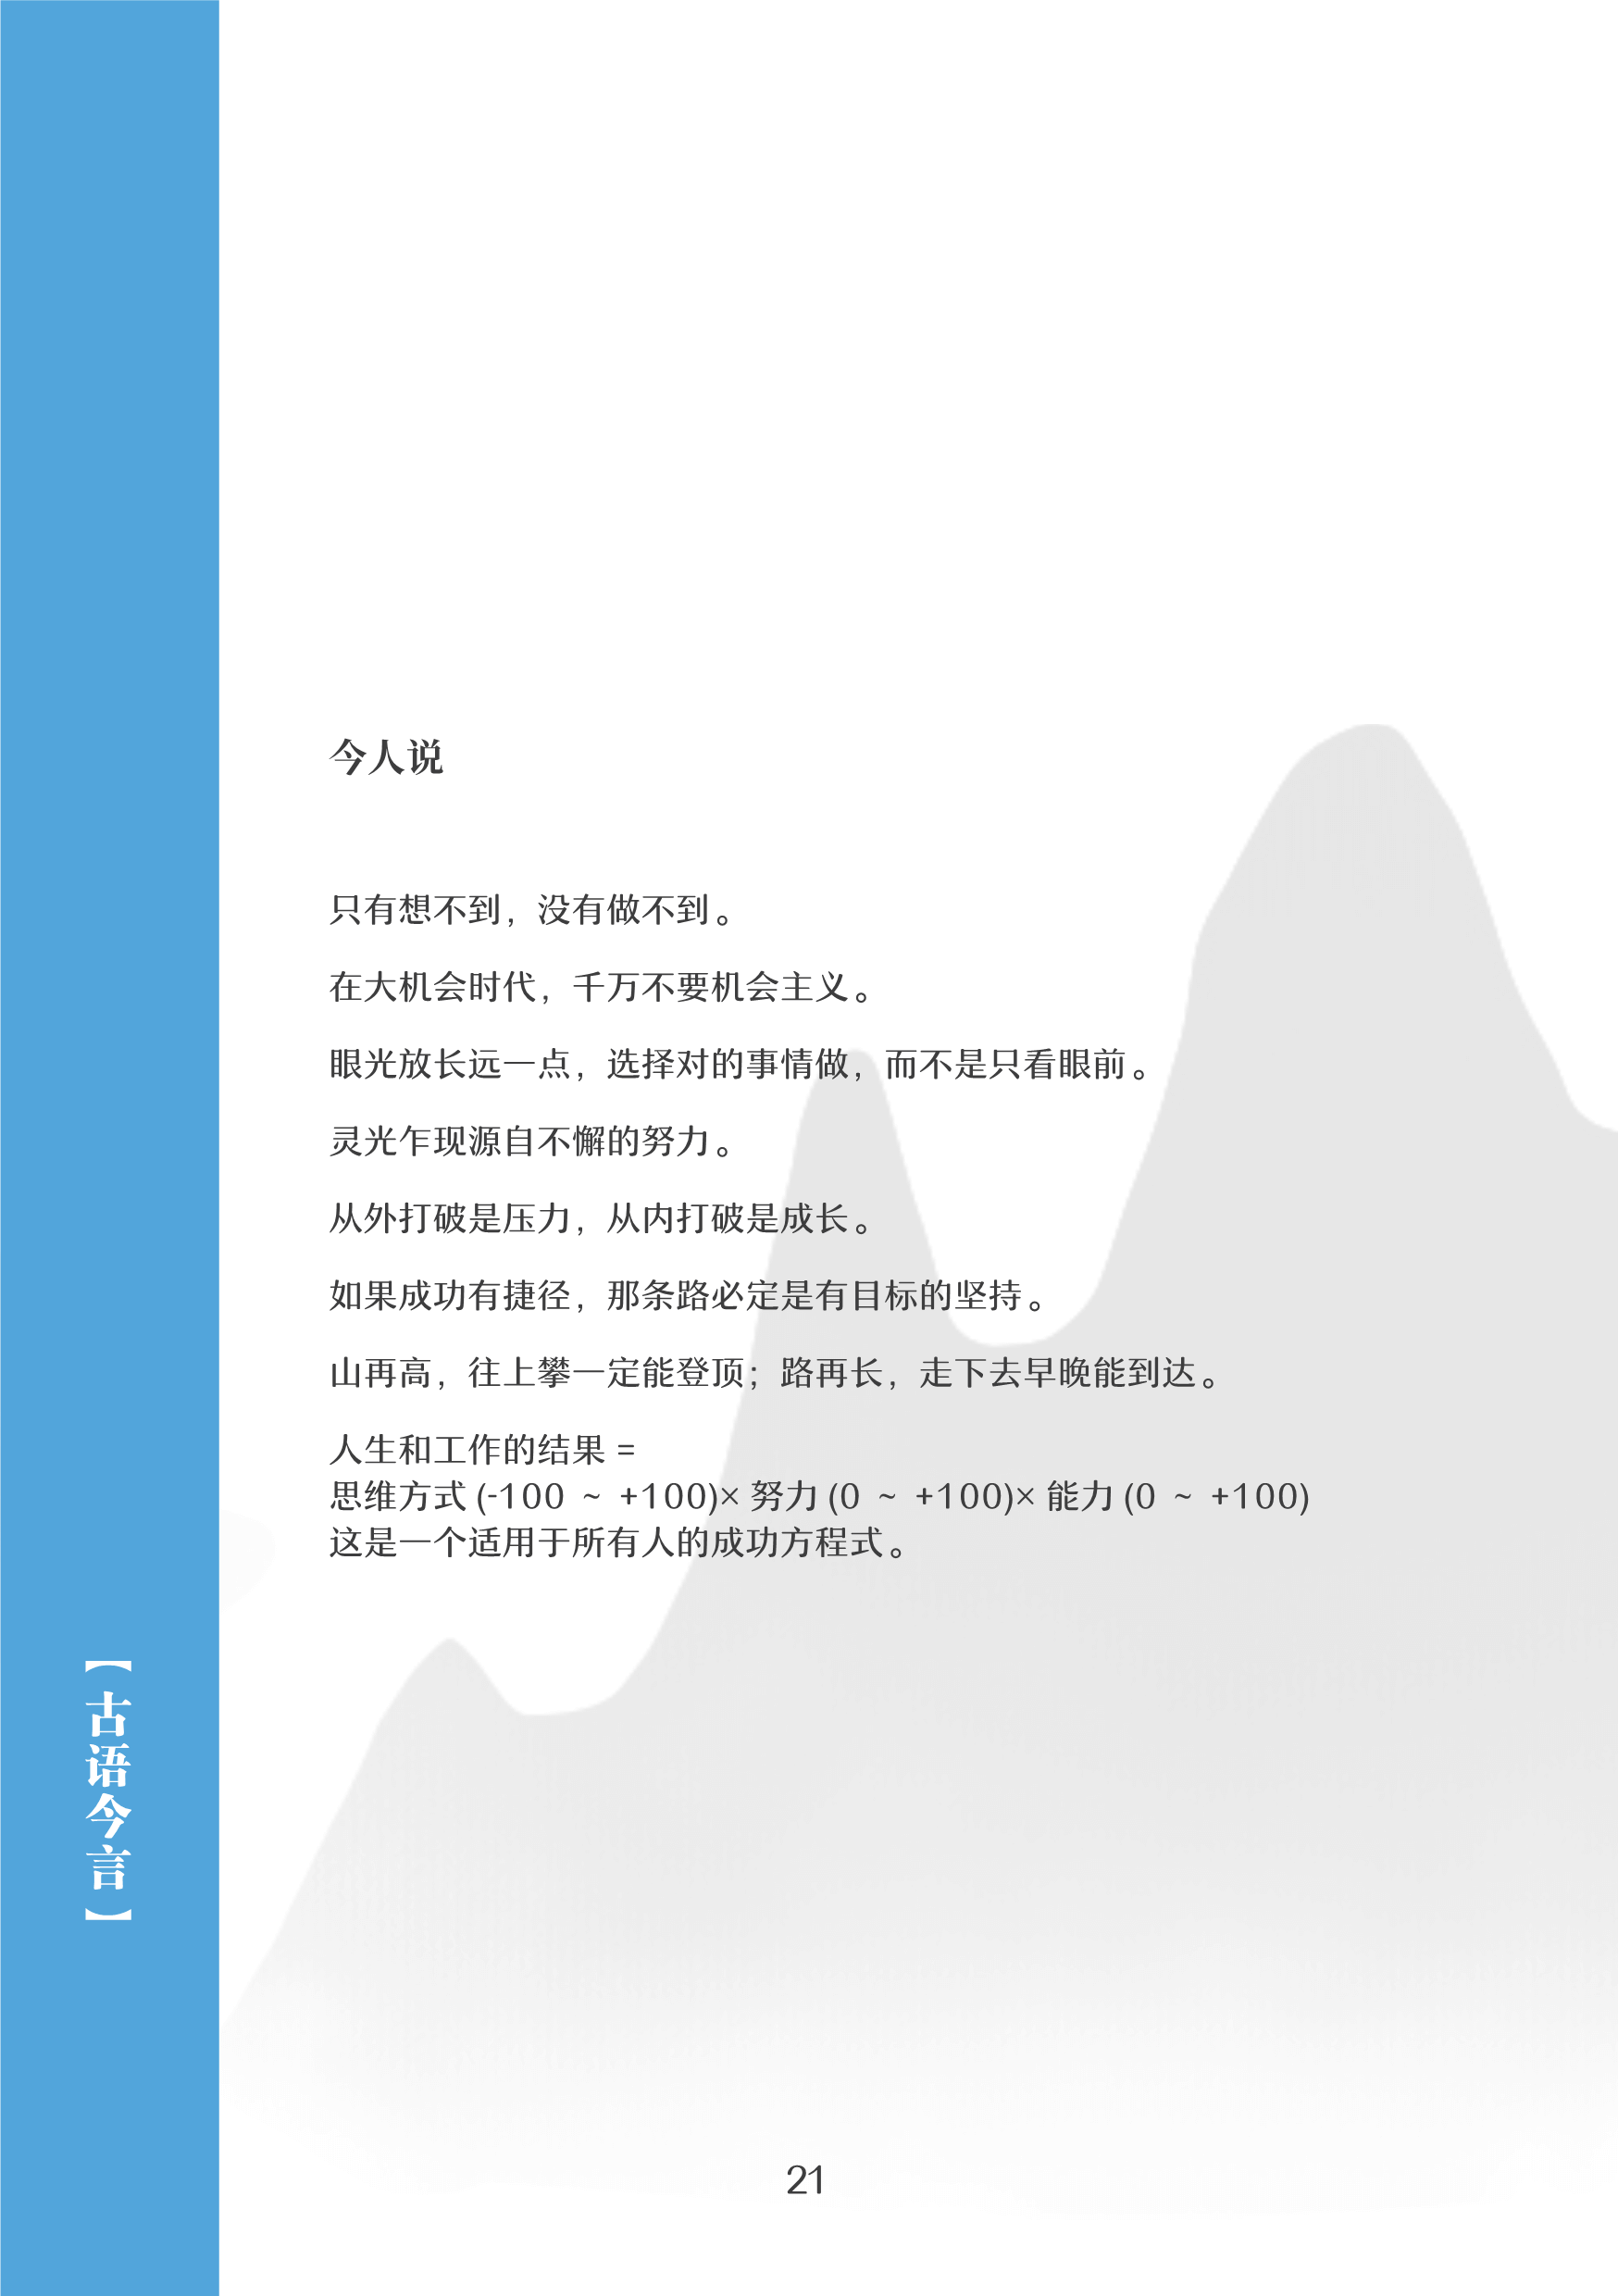 今人说
只有想不到，没有做不到。
在大机会时代，千万不要机会主义。
眼光放长远一点，选择对的事情做，而不是只看眼前。
灵光乍现源自不懈的努力。
从外打破是压力，从内打破是成长。
如果成功有捷径，那条路必定是有目标的坚持。
山再高，往上攀一定能登顶；路再长，走下去早晚能到达。
人生和工作的结果 =
思维方式 (-100 ~ +100)× 努力 (0 ~ +100)× 能力 (0 ~ +100)
这是一个适用于所有人的成功方程式。
【古语今言】
21